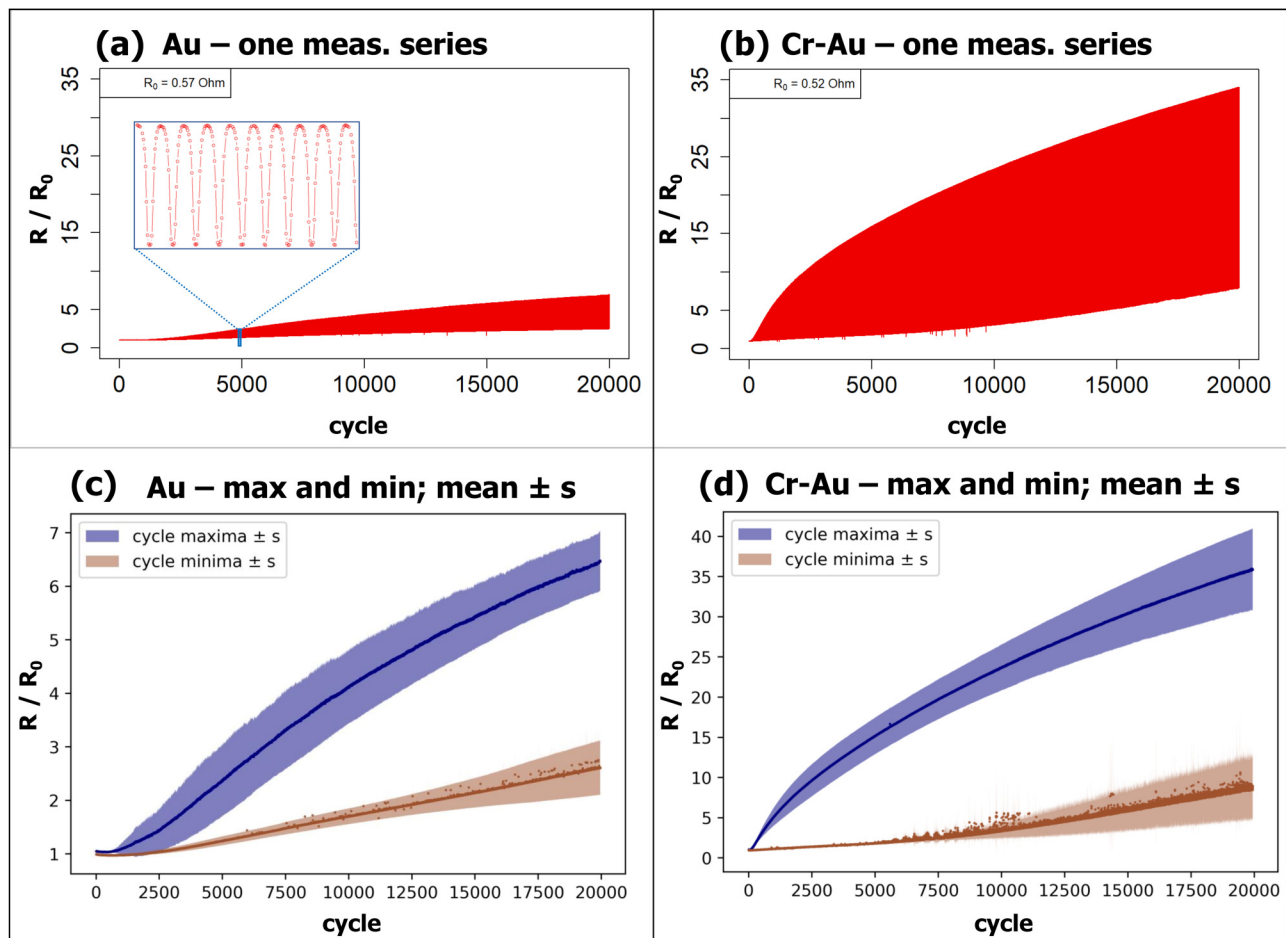 (a) Au – one meas. series
R₀ = 0.57 Ohm
35
25
15
5
0
R / R₀
0 5000 10000 15000 20000
cycle
(b) Cr-Au – one meas. series
R₀ = 0.52 Ohm
35
25
15
5
0
R / R₀
0 5000 10000 15000 20000
cycle
(c) Au – max and min; mean ± s
cycle maxima ± s
cycle minima ± s
7
6
5
4
3
2
1
R / R₀
0 2500 5000 7500 10000 12500 15000 17500 20000
cycle
(d) Cr-Au – max and min; mean ± s
cycle maxima ± s
cycle minima ± s
40
35
30
25
20
15
10
5
0
R / R₀
0 2500 5000 7500 10000 12500 15000 17500 20000
cycle